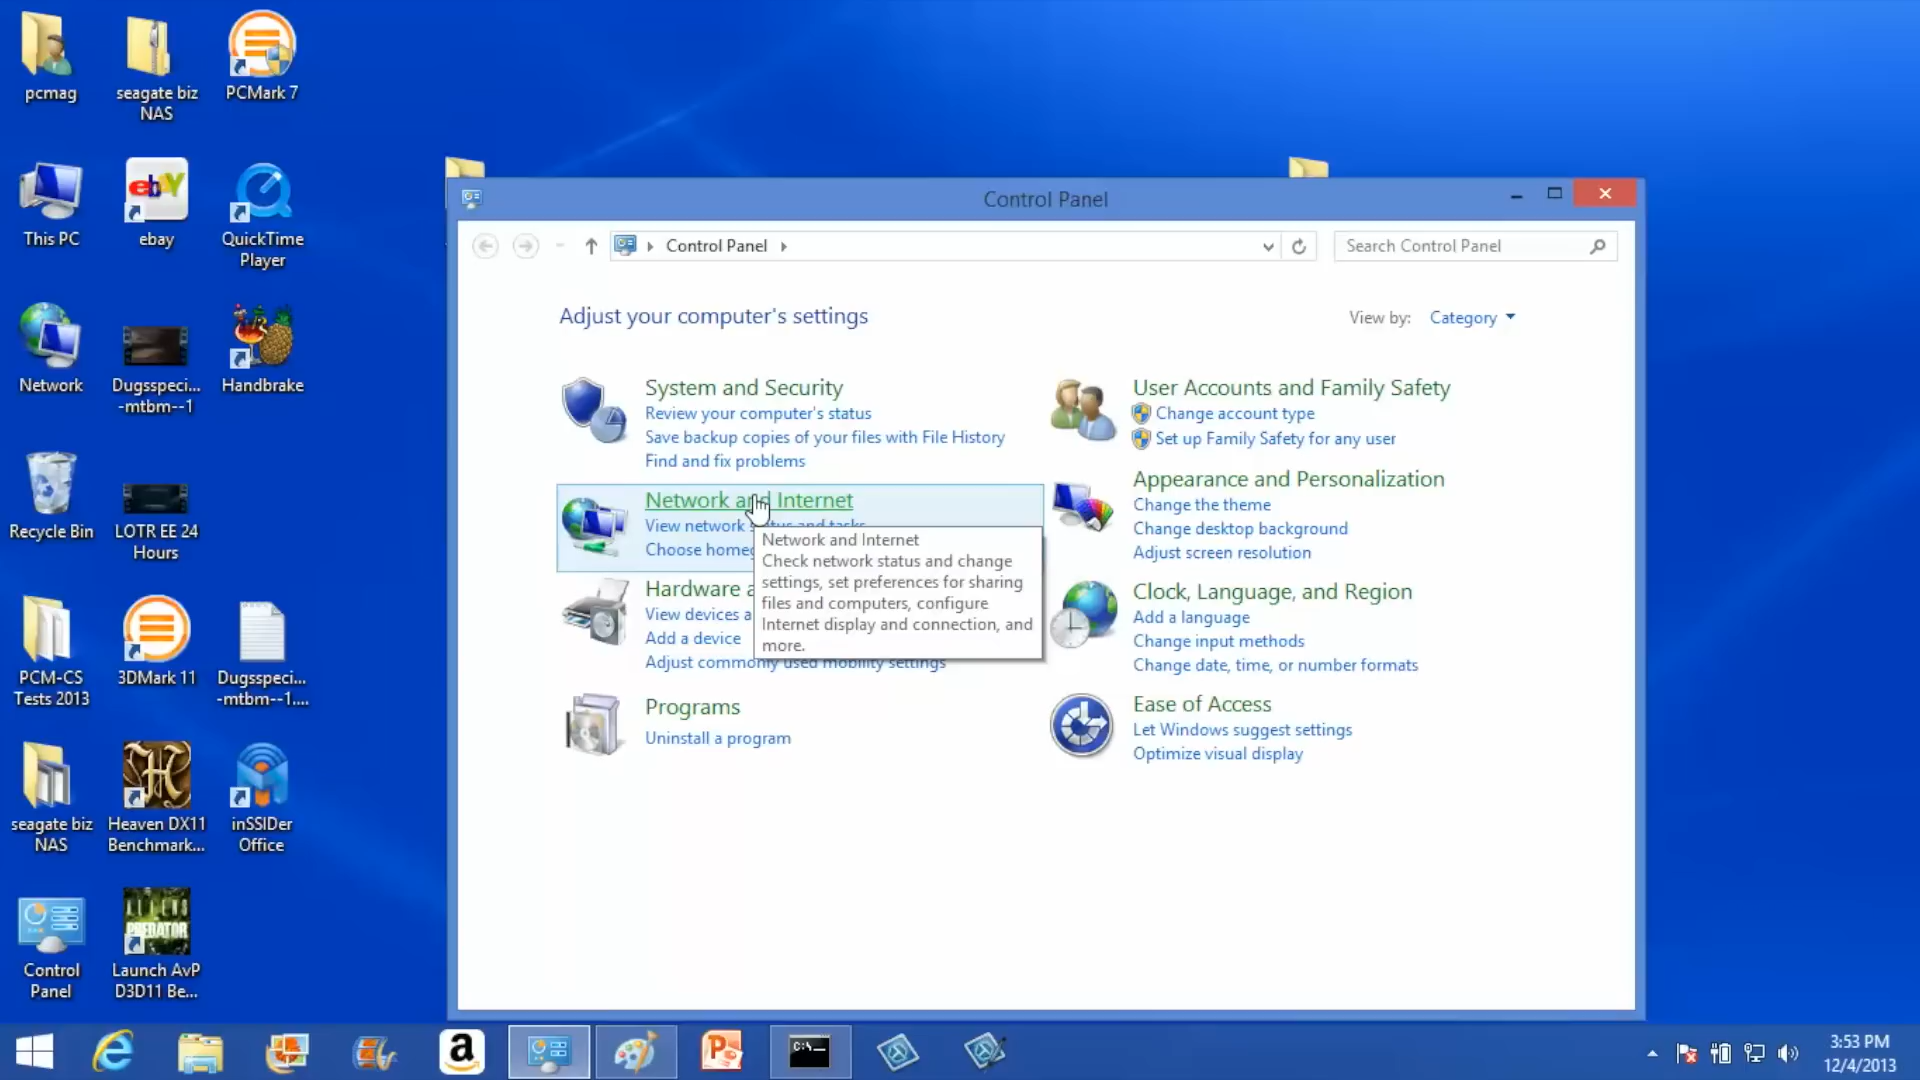 pcmag
seagate biz
NAS
PCMark 7
This PC
ebay
ebay
QuickTime
Player
Network
Dugsspeci...
-mtbm--1
Handbrake
Recycle Bin
LOTR EE 24
Hours
PCM-CS
Tests 2013
3DMark 11
Dugsspeci...
-mtbm--1....
seagate biz
NAS
Heaven DX11
Benchmark...
inSSIDer
Office
Control
Panel
ALIENS
PREDATOR
Launch AvP
D3D11 Be...
Control Panel
Control Panel
Search Control Panel
Adjust your computer's settings
View by: Category
System and Security
Review your computer's status
Save backup copies of your files with File History
Find and fix problems
Network and Internet
View network status and tasks
Choose homeg
Network and Internet
Check network status and change
settings, set preferences for sharing
files and computers, configure
Internet display and connection, and
more.
Hardware a
View devices a
Add a device
Adjust commonly used mobility settings
Programs
Uninstall a program
User Accounts and Family Safety
Change account type
Set up Family Safety for any user
Appearance and Personalization
Change the theme
Change desktop background
Adjust screen resolution
Clock, Language, and Region
Add a language
Change input methods
Change date, time, or number formats
Ease of Access
Let Windows suggest settings
Optimize visual display
a
P
C:\
3:53 PM
12/4/2013